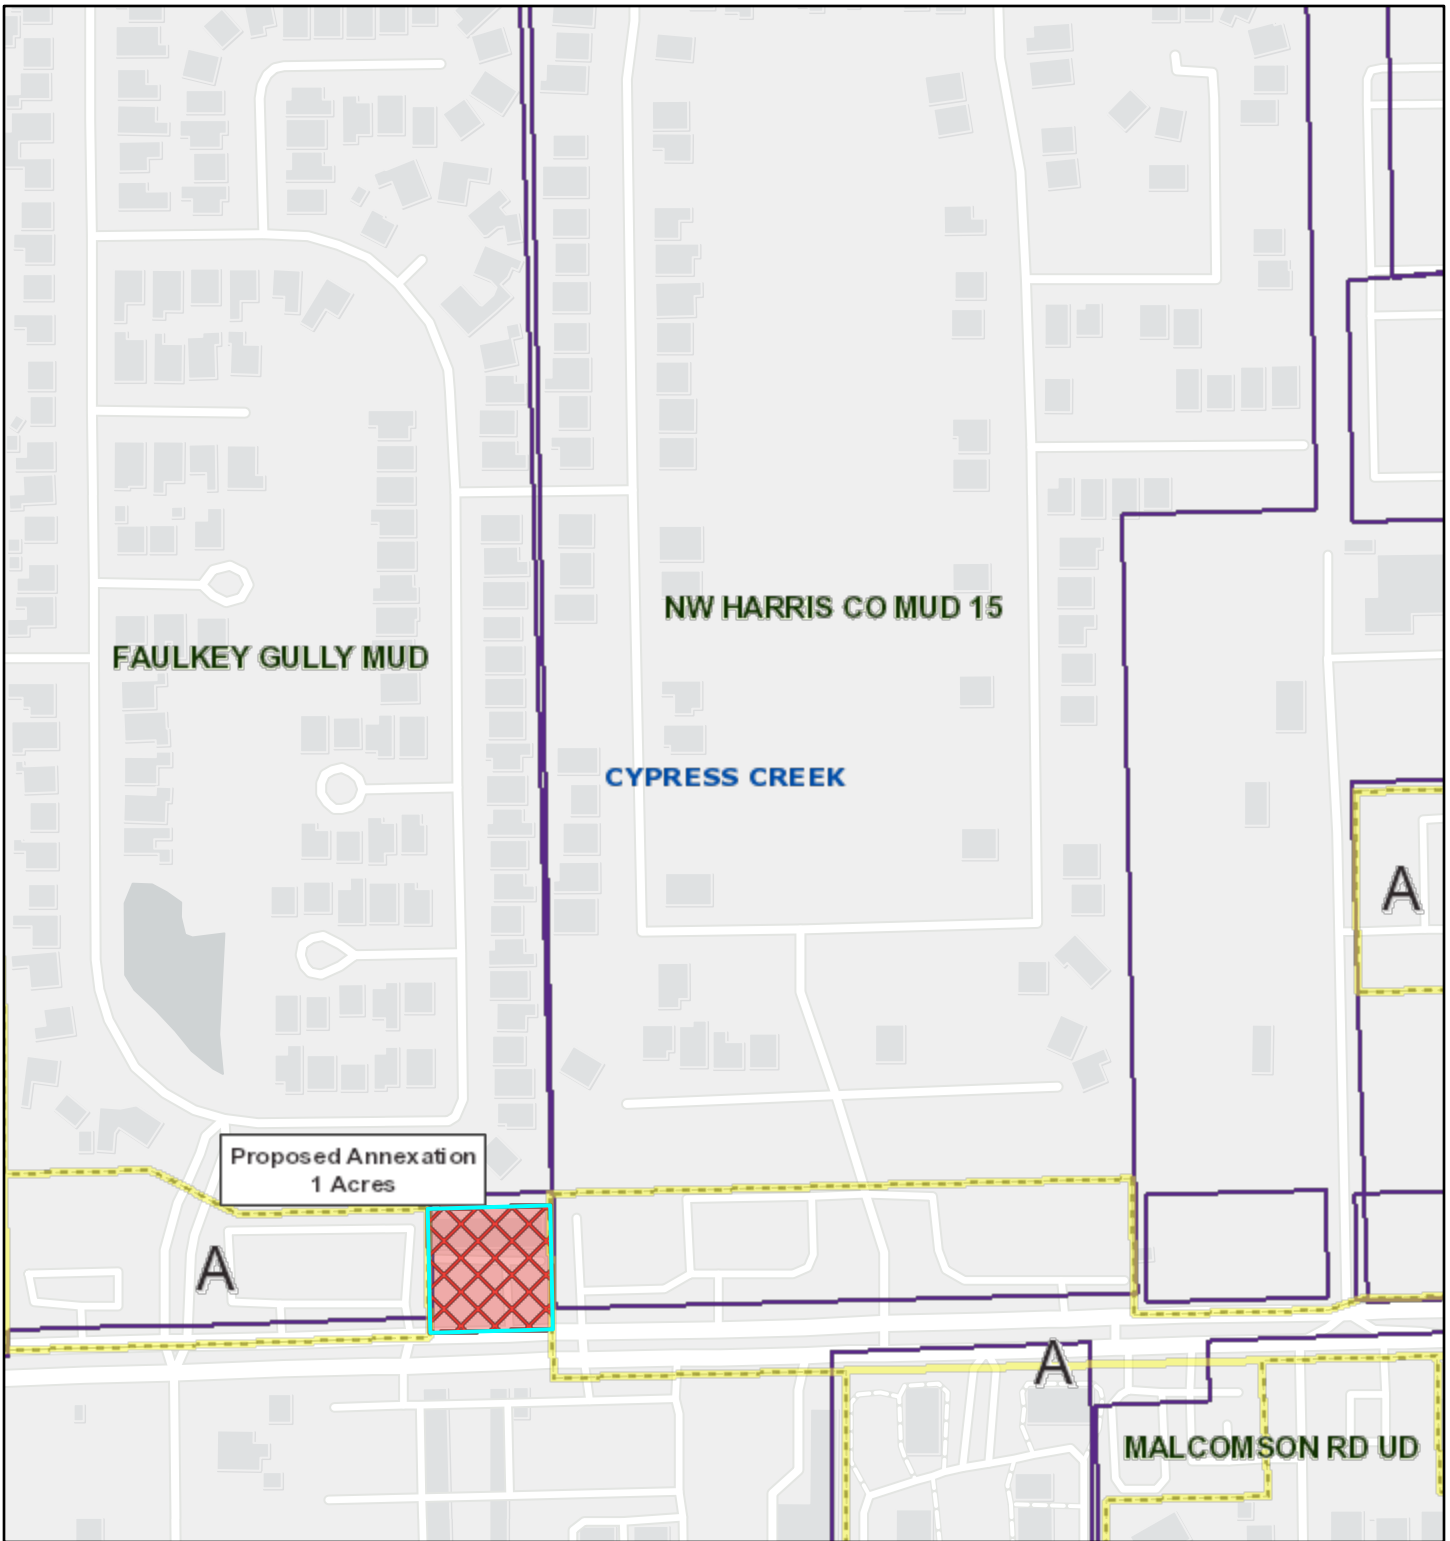 NW HARRIS CO MUD 15
FAULKEY GULLY MUD
CYPRESS CREEK
A
Proposed Annexation
1 Acres
A
A
MALCOMSON RD UD